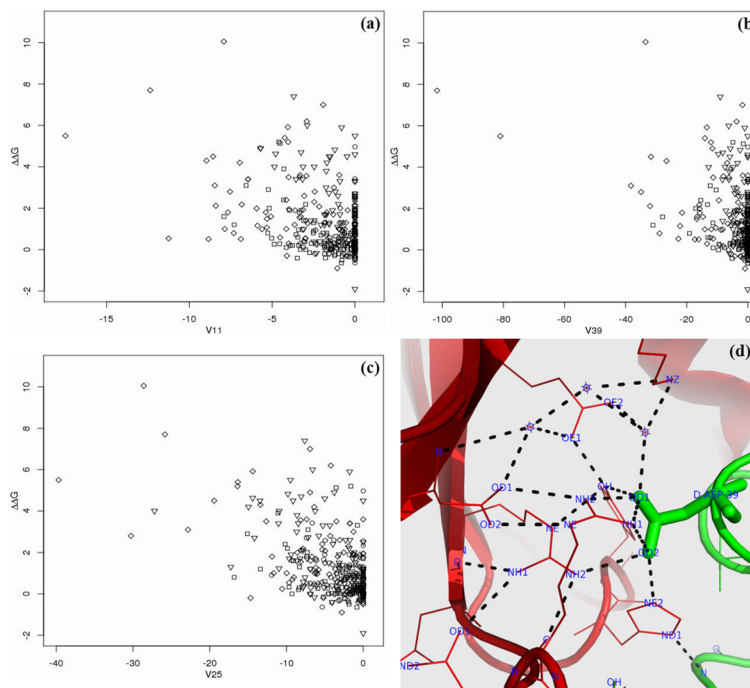 (a)
10
8
6
4
2
0
-2
ΔΔG
-15 -10 -5 0
V11
(b)
10
8
6
4
2
0
-2
ΔΔG
-100 -80 -60 -40 -20 0
V39
(c)
10
8
6
4
2
0
-2
ΔΔG
-40 -30 -20 -10 0
V25
(d)
NZ
OE2
OE1
N
OD1
OH
NH2
D-ASP-39
OD2
NE
NE
NH1
N
O
NH1
NH2
OD2
NE2
ND1
O
ND2
N
N
O
N
OH